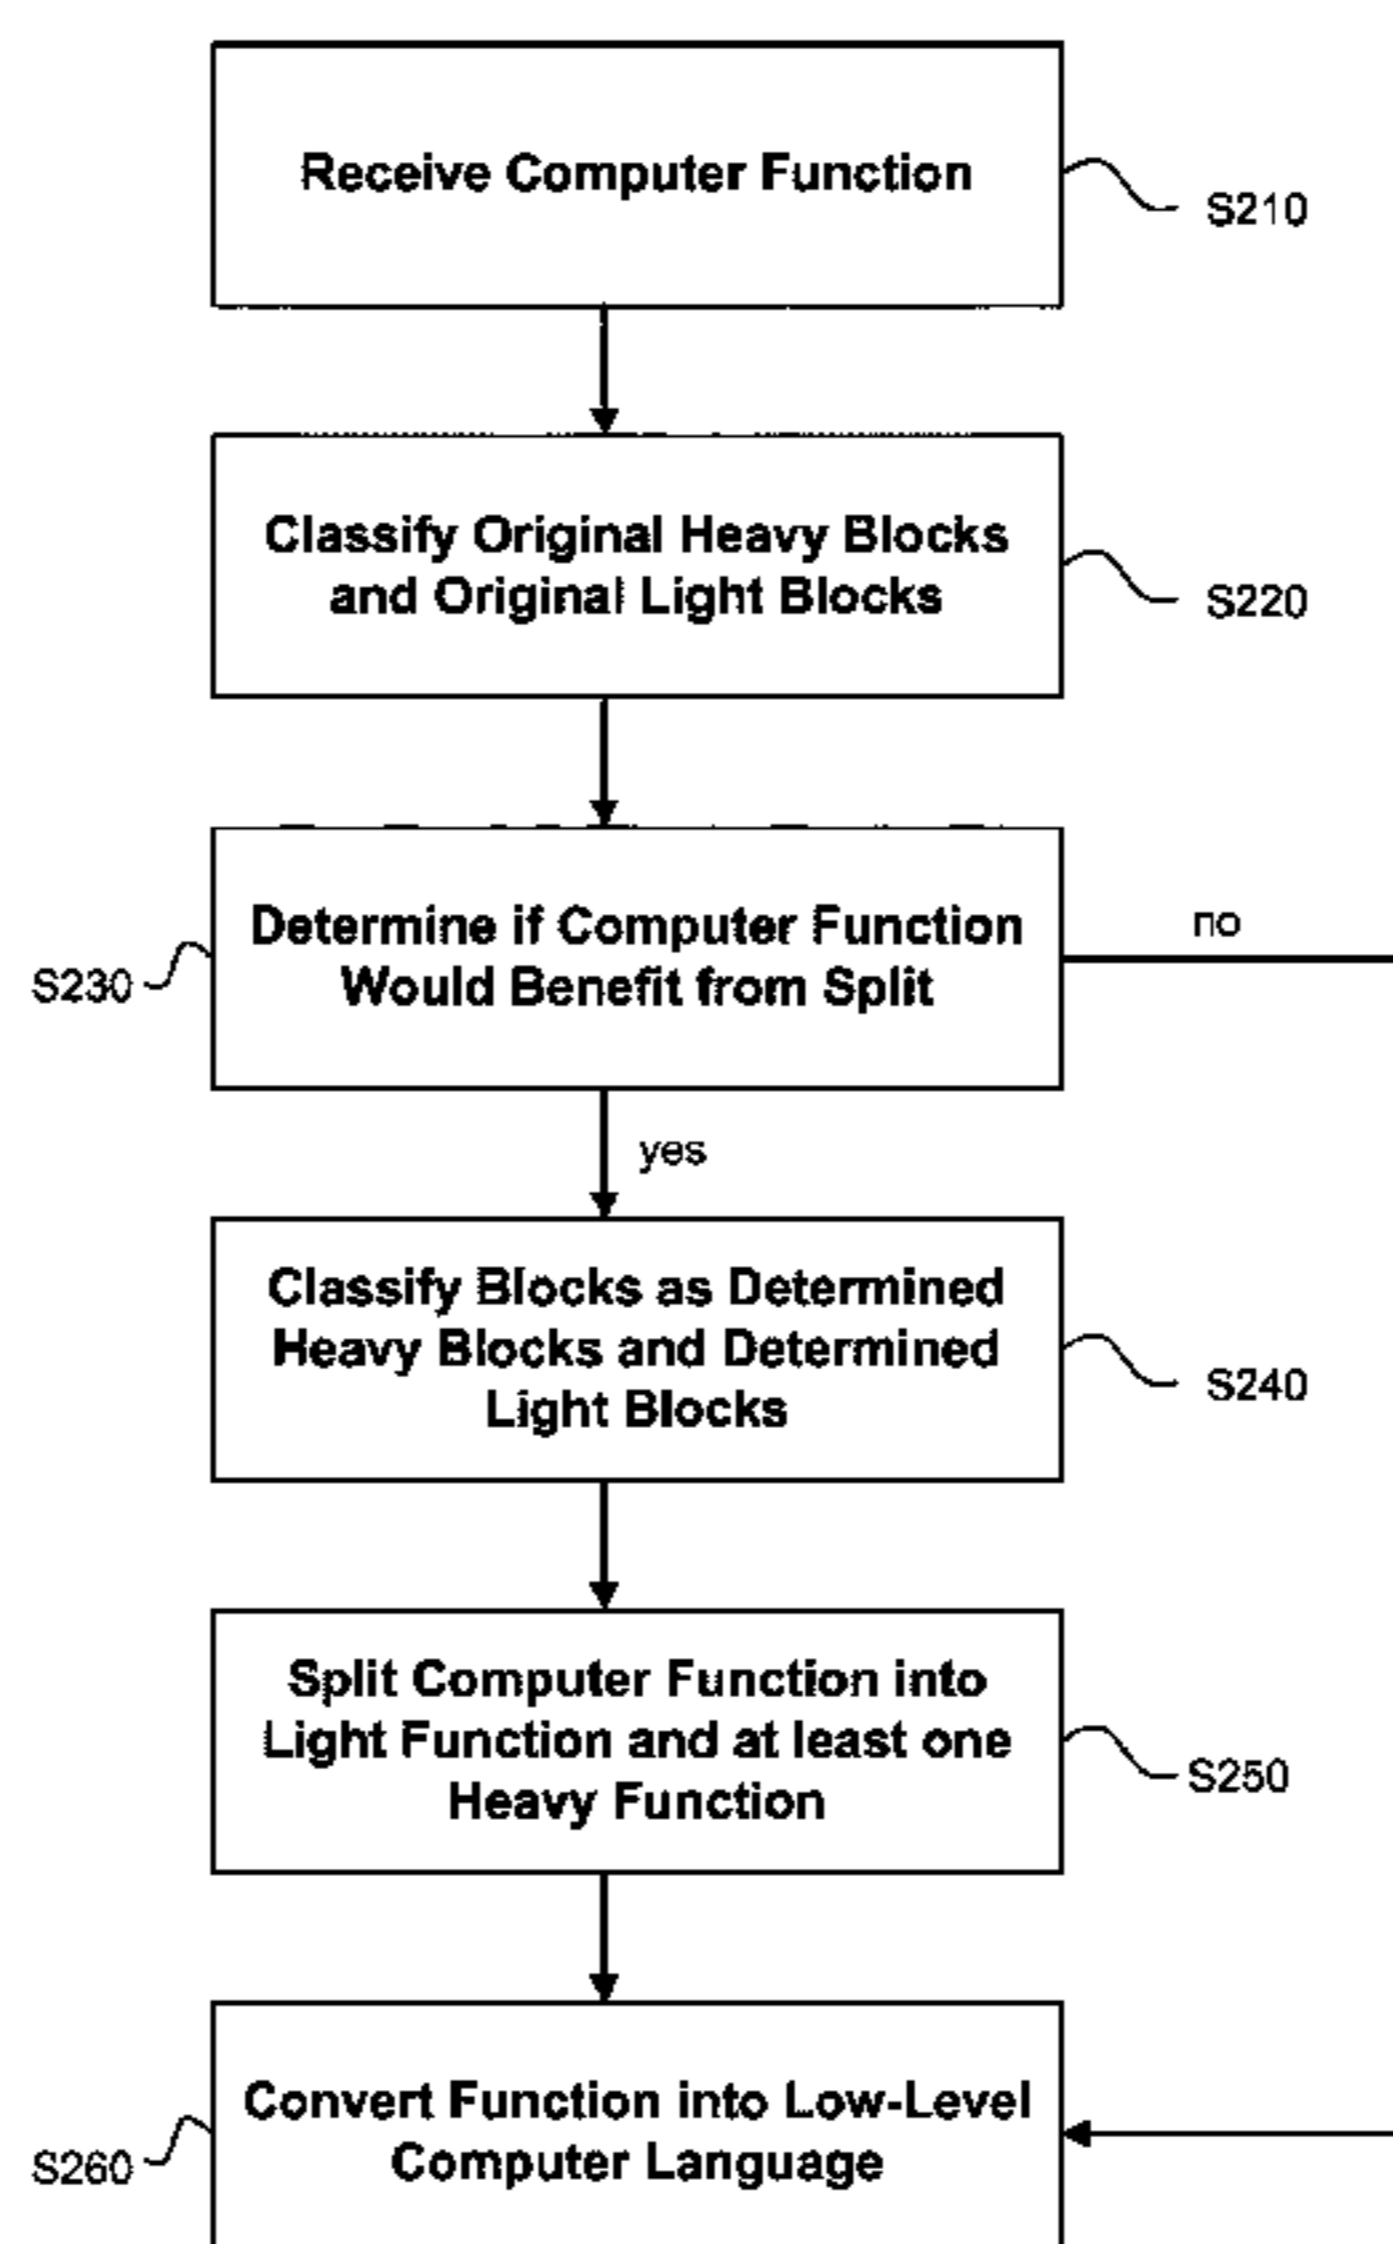 Receive Computer Function
S210
Classify Original Heavy Blocks
and Original Light Blocks
S220
Determine if Computer Function
Would Benefit from Split
S230
no
yes
Classify Blocks as Determined
Heavy Blocks and Determined
Light Blocks
S240
Split Computer Function into
Light Function and at least one
Heavy Function
S250
Convert Function into Low-Level
Computer Language
S260